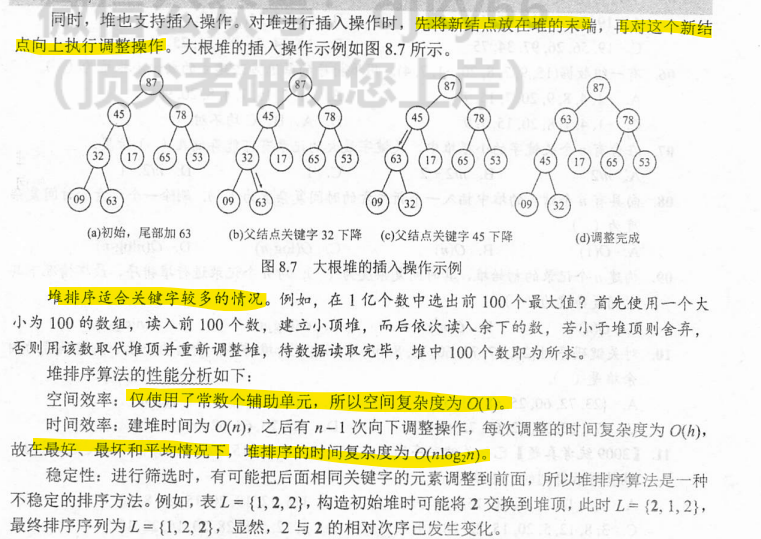 同时，堆也支持插入操作。对堆进行插入操作时，先将新结点放在堆的末端，再对这个新结
点向上执行调整操作。大根堆的插入操作示例如图 8.7 所示。
(顶尖考研祝您上岸)
87 87 87 87
45 78 45 78 45 78 63 78
32 17 65 53 32 17 65 53 63 17 65 53 45 17 65 53
09 63 09 63 09 32 09 32
(a)初始，尾部加 63 (b)父结点关键字 32 下降 (c)父结点关键字 45 下降 (d)调整完成
图 8.7 大根堆的插入操作示例
堆排序适合关键字较多的情况。例如，在 1 亿个数中选出前 100 个最大值？首先使用一个大
小为 100 的数组，读入前 100 个数，建立小顶堆，而后依次读入余下的数，若小于堆顶则舍弃，
否则用该数取代堆顶并重新调整堆，待数据读取完毕，堆中 100 个数即为所求。
堆排序算法的性能分析如下：
空间效率：仅使用了常数个辅助单元，所以空间复杂度为 O(1)。
时间效率：建堆时间为 O(n)，之后有 n−1 次向下调整操作，每次调整的时间复杂度为 O(h)，
故在最好、最坏和平均情况下，堆排序的时间复杂度为 O(nlog₂n)。
稳定性：进行筛选时，有可能把后面相同关键字的元素调整到前面，所以堆排序算法是一种
不稳定的排序方法。例如，表 L = {1, 2, 2}，构造初始堆时可能将 2 交换到堆顶，此时 L = {2, 1, 2}，
最终排序序列为 L = {1, 2, 2}，显然，2 与 2 的相对次序已发生变化。